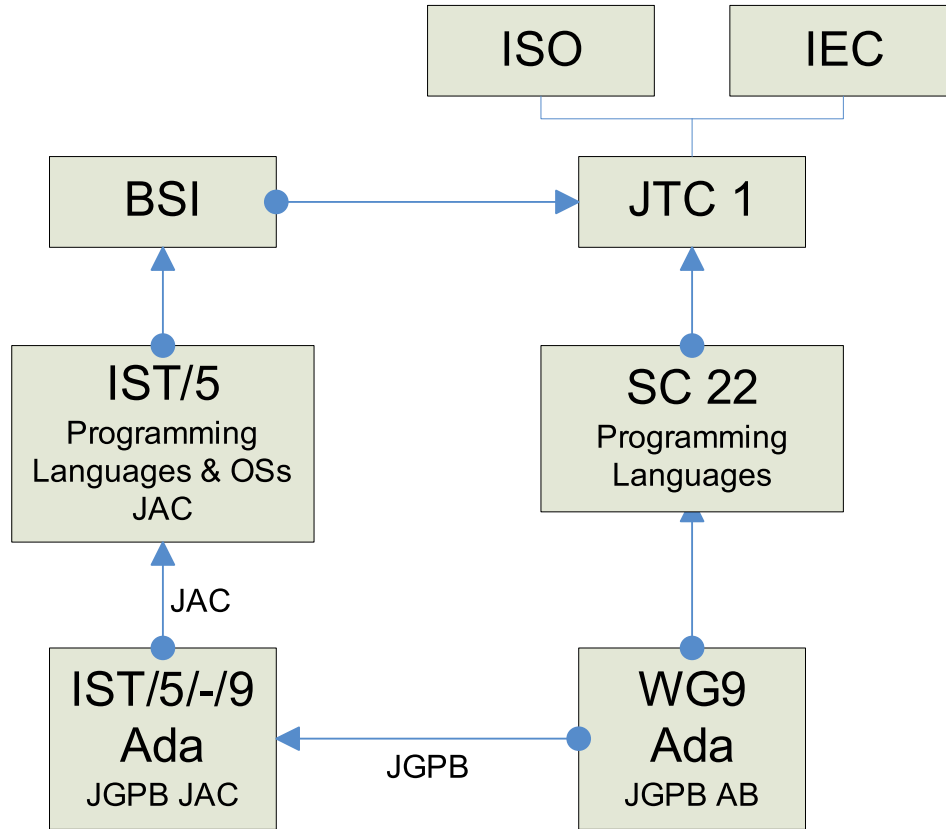 ISO
IEC
BSI
JTC 1
IST/5
Programming
Languages & OSs
JAC
SC 22
Programming
Languages
JAC
IST/5/-/9
Ada
JGPB JAC
JGPB
WG9
Ada
JGPB AB